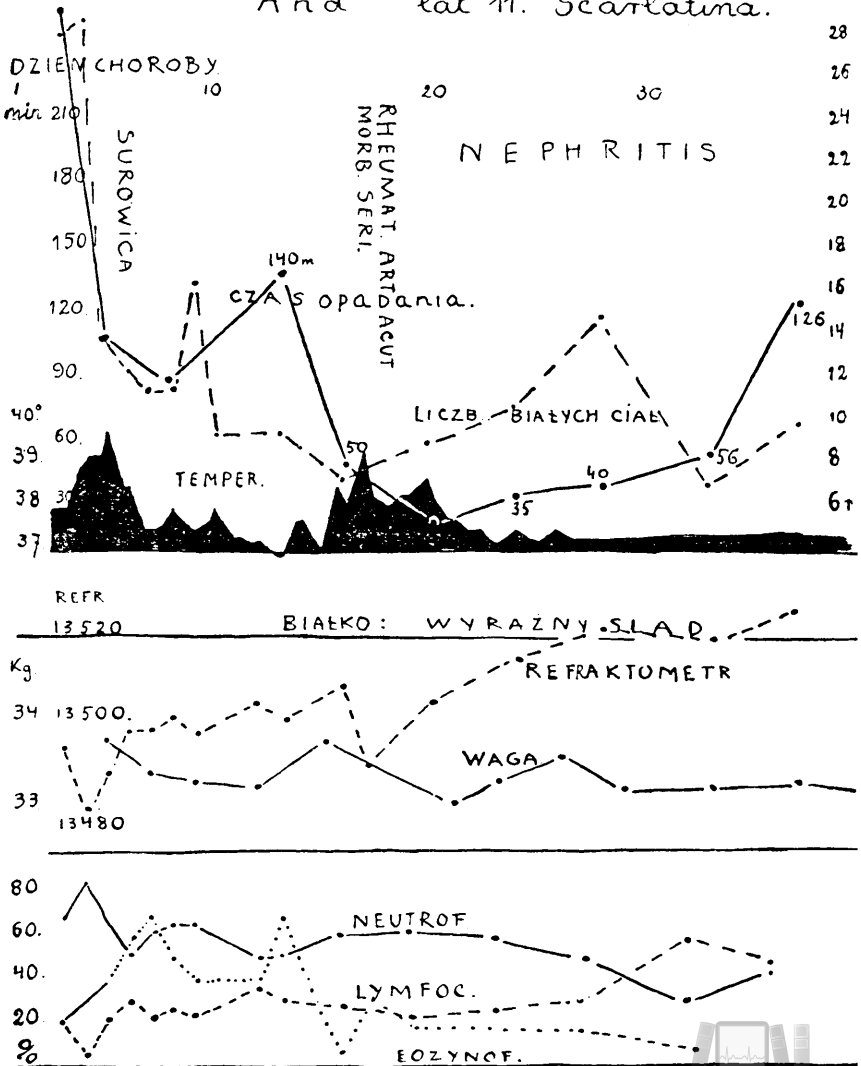 And lat 11. Scarlatina.
DZIEŃ CHOROBY.
1 10 20 30
min
210
180
150
120.
90.
60.
30
40°
39.
38
37
28
26
24
22
20
18
16
14
12
10
8
6↑
SUROWICA
RHEUMAT. ART. ACUT
MORB. SERI.
NEPHRITIS
140m
CZAS opadania.
126
LICZB. BIAŁYCH CIAŁ
50
56
40
35
TEMPER.
REFR
13520
BIAŁKO: WYRAŹNY SLAD
Kg.
REFRAKTOMETR
34 13500.
WAGA
33
13480
80
60.
40.
20.
%
NEUTROF
LYMFOC.
EOZYNOF.